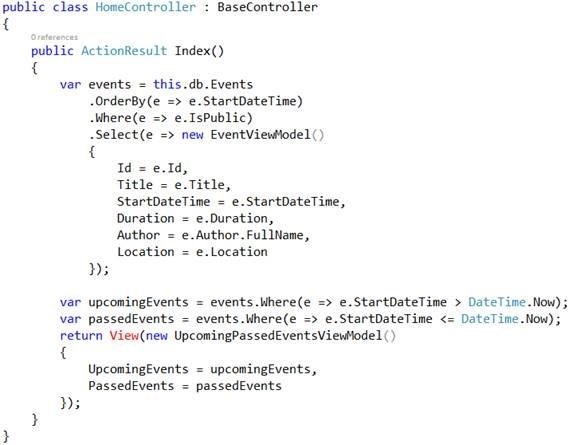 public class HomeController : BaseController
{
0 references
public ActionResult Index()
{
var events = this.db.Events
.OrderBy(e => e.StartDateTime)
.Where(e => e.IsPublic)
.Select(e => new EventViewModel()
{
Id = e.Id,
Title = e.Title,
StartDateTime = e.StartDateTime,
Duration = e.Duration,
Author = e.Author.FullName,
Location = e.Location
});
var upcomingEvents = events.Where(e => e.StartDateTime > DateTime.Now);
var passedEvents = events.Where(e => e.StartDateTime <= DateTime.Now);
return View(new UpcomingPassedEventsViewModel()
{
UpcomingEvents = upcomingEvents,
PassedEvents = passedEvents
});
}
}